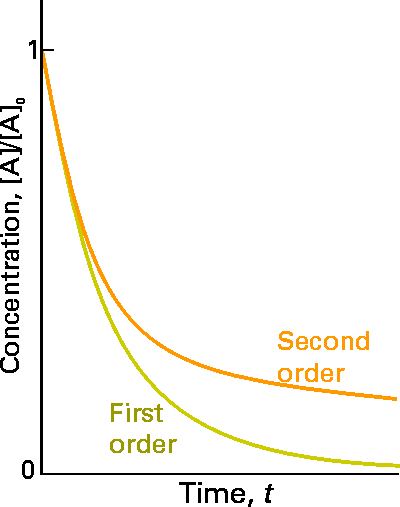 1
Concentration, [A]/[A]₀
Second
order
First
order
0
Time, t